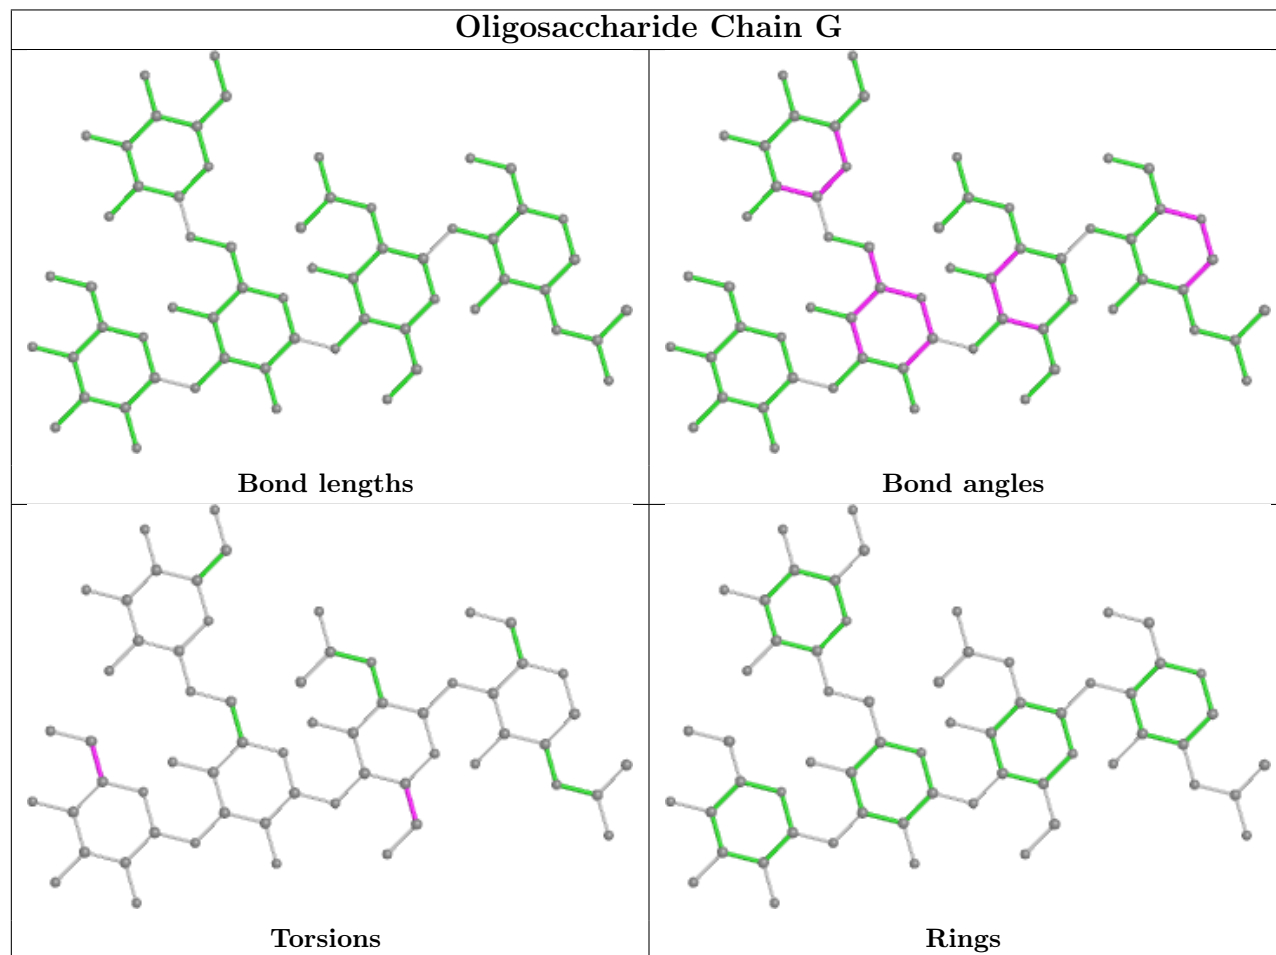 Oligosaccharide Chain G
Bond lengths
Bond angles
Torsions
Rings